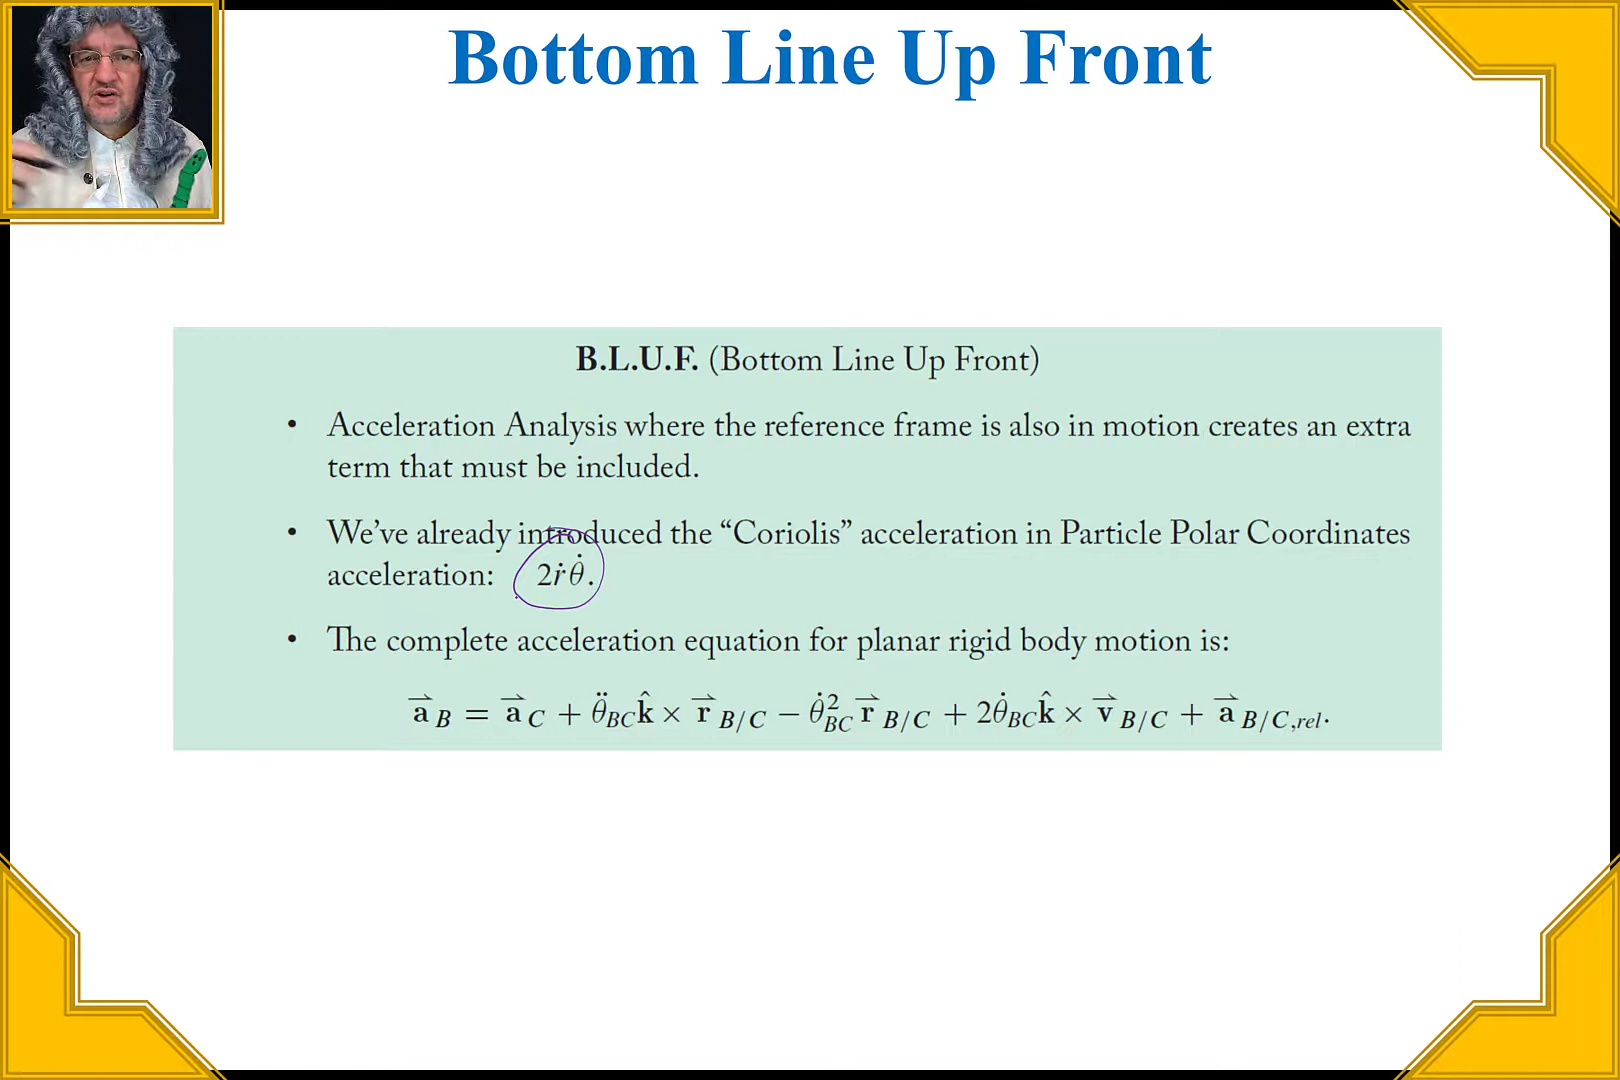 Bottom Line Up Front
B.L.U.F. (Bottom Line Up Front)
• Acceleration Analysis where the reference frame is also in motion creates an extra
term that must be included.
• We’ve already introduced the “Coriolis” acceleration in Particle Polar Coordinates
acceleration: 2ṙθ̇.
• The complete acceleration equation for planar rigid body motion is:
a⃗_B = a⃗_C + θ̈_BC k̂ × r⃗_B/C − θ̇²_BC r⃗_B/C + 2θ̇_BC k̂ × v⃗_B/C + a⃗_B/C,rel.